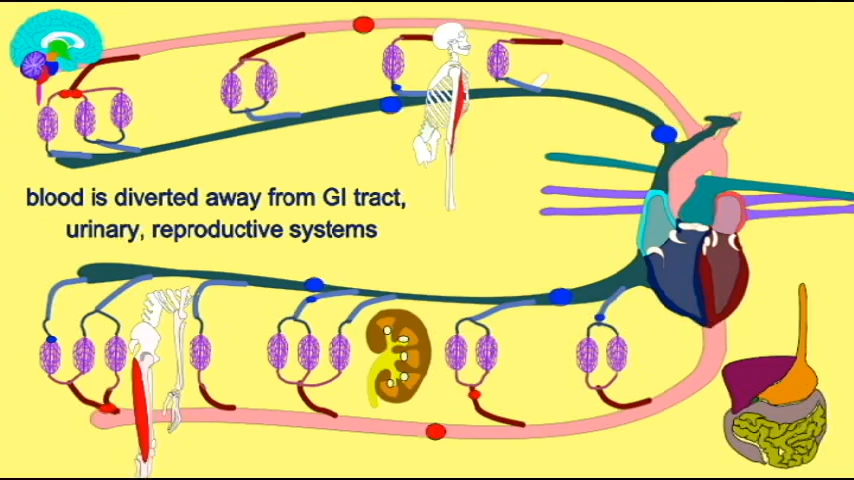 blood is diverted away from GI tract,
urinary, reproductive systems